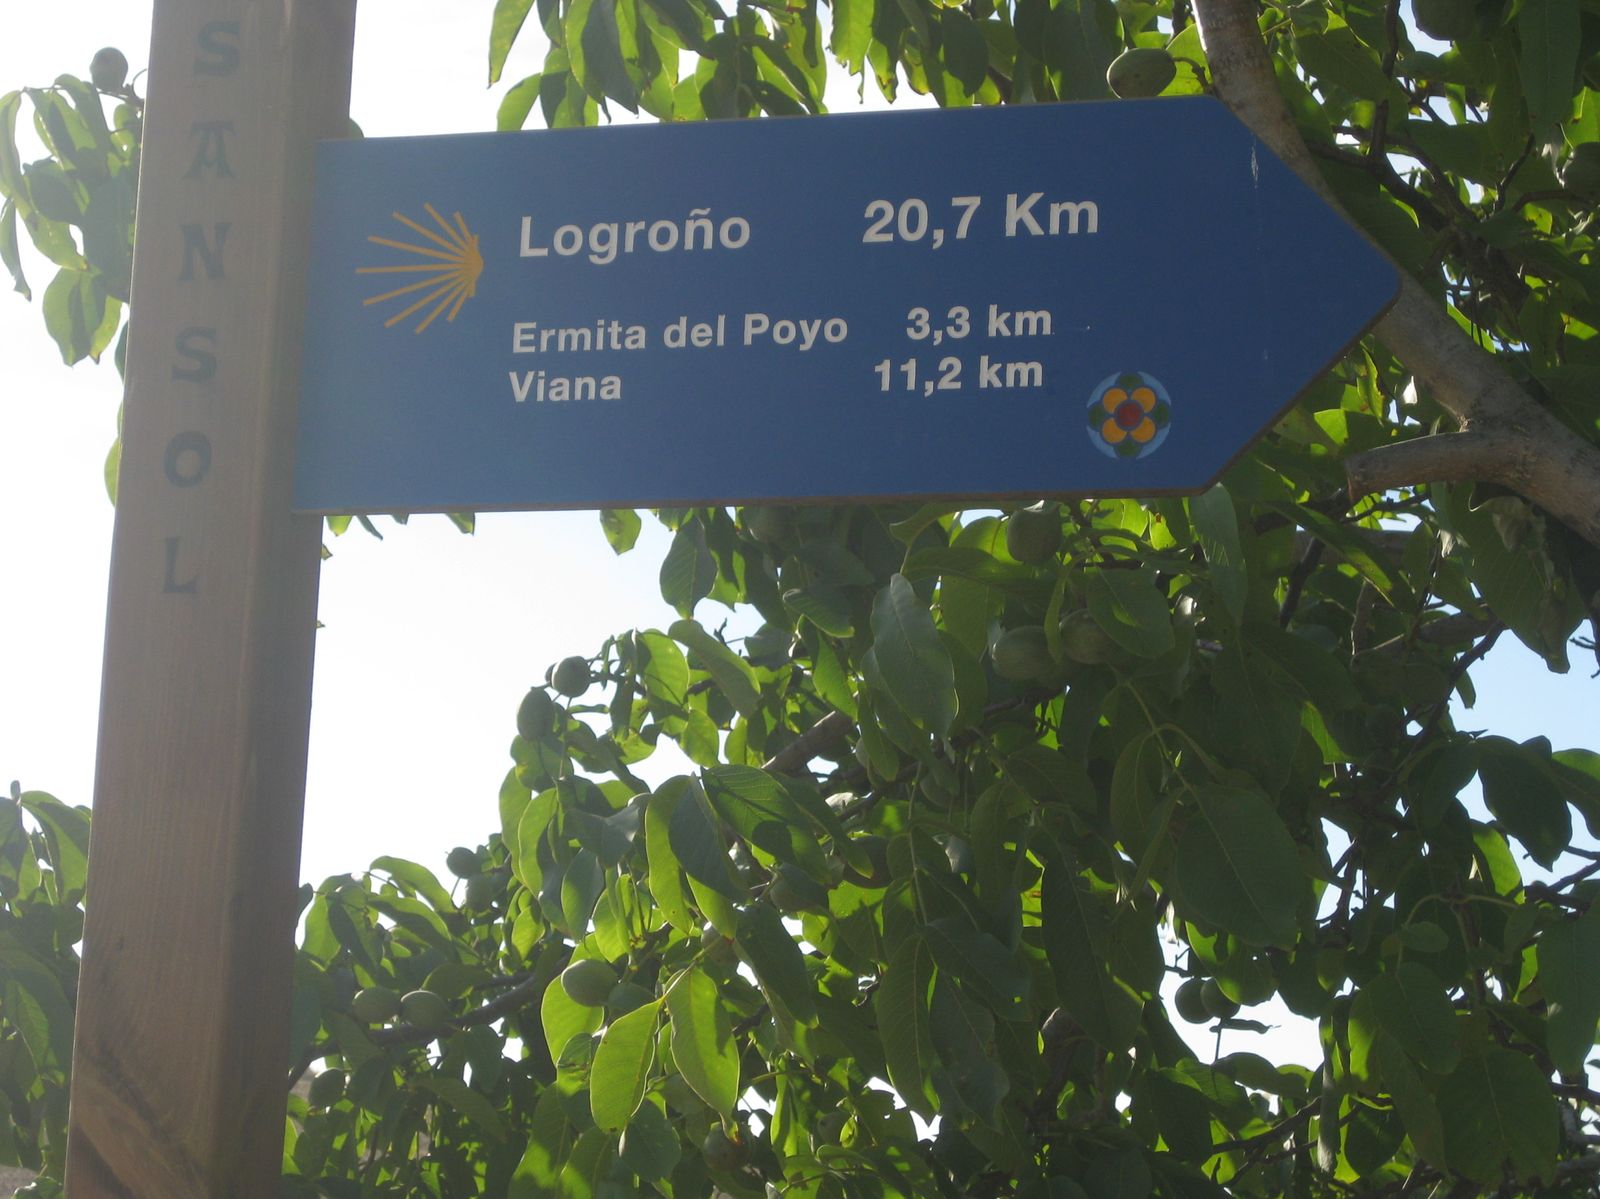 SANSOL
Logroño 20,7 Km
Ermita del Poyo 3,3 km
Viana 11,2 km